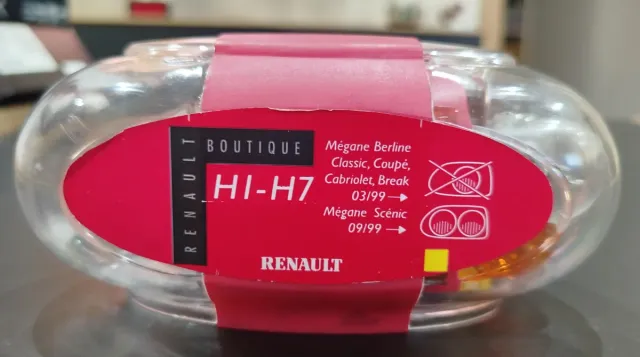 RENAULT
BOUTIQUE
H1-H7
Mégane Berline
Classic, Coupé,
Cabriolet, Break
03/99 →
Mégane Scénic
09/99 →
RENAULT